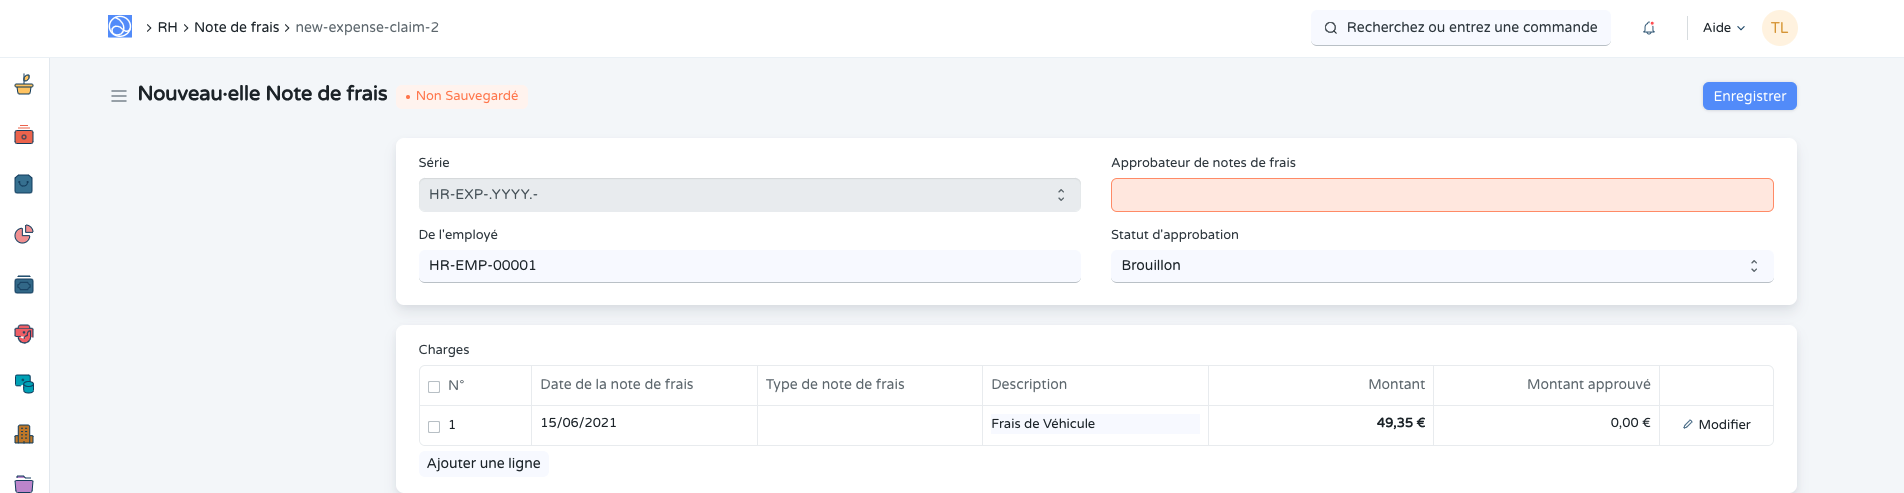 RH Note de frais new-expense-claim-2
Recherchez ou entrez une commande
Aide
TL
Nouveau·elle Note de frais
Non Sauvegardé
Enregistrer
Série
HR-EXP-.YYYY.-
Approbateur de notes de frais
De l'employé
HR-EMP-00001
Statut d'approbation
Brouillon
Charges
N° Date de la note de frais Type de note de frais Description Montant Montant approuvé
1 15/06/2021 Frais de Véhicule 49,35 € 0,00 € Modifier
Ajouter une ligne